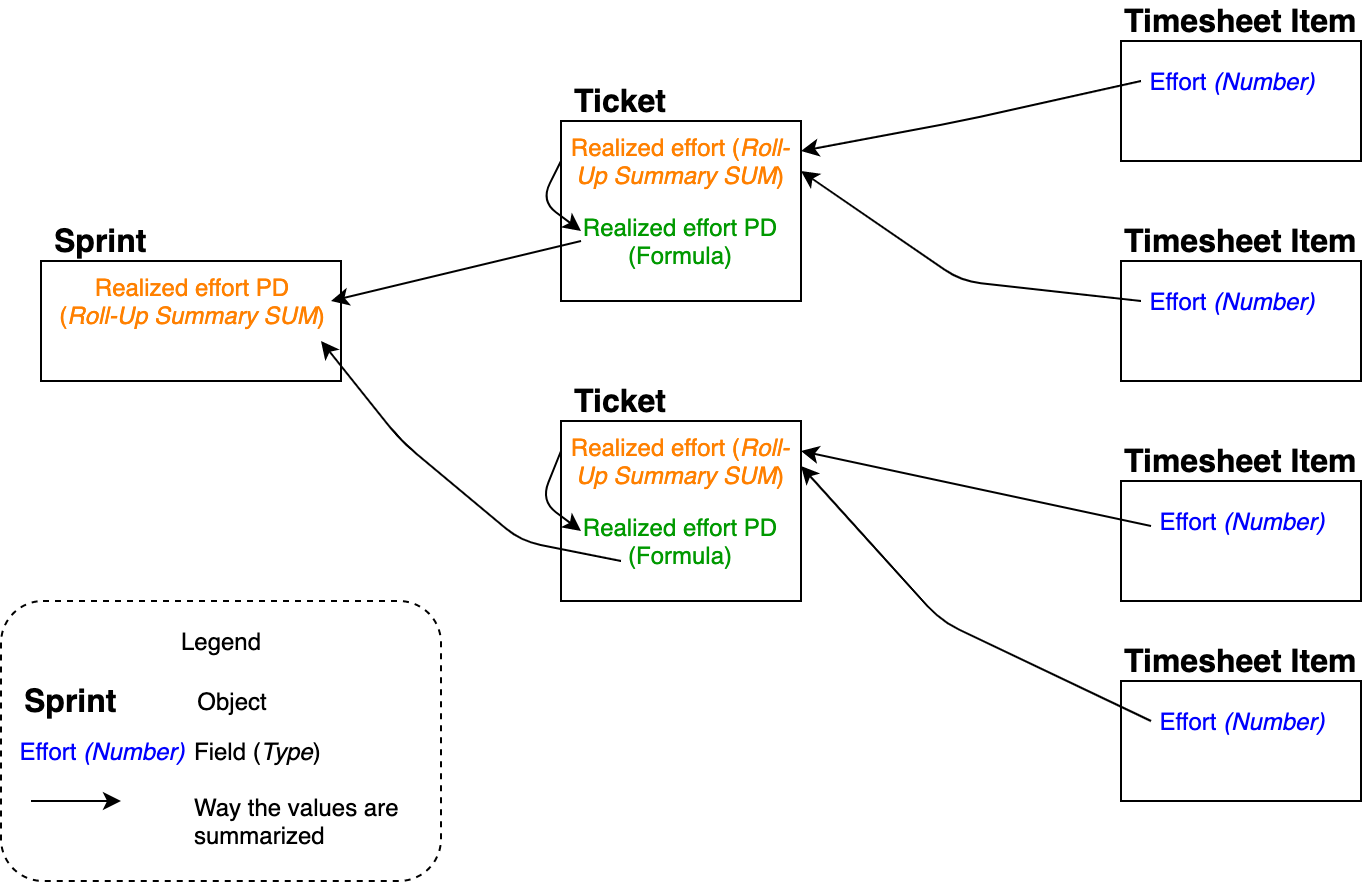 Timesheet Item
Effort (Number)
Ticket
Realized effort (Roll-
Up Summary SUM)
Realized effort PD
(Formula)
Timesheet Item
Effort (Number)
Sprint
Realized effort PD
(Roll-Up Summary SUM)
Ticket
Realized effort (Roll-
Up Summary SUM)
Realized effort PD
(Formula)
Timesheet Item
Effort (Number)
Timesheet Item
Effort (Number)
Legend
Sprint Object
Effort (Number) Field (Type)
Way the values are
summarized